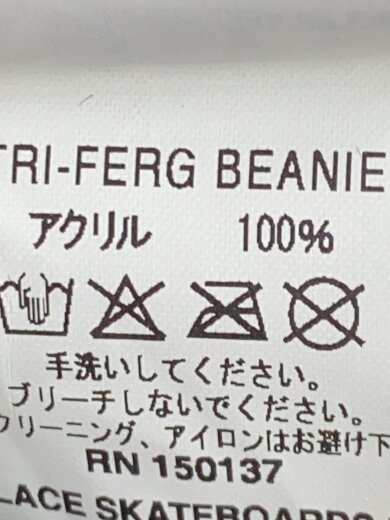 TRI-FERG BEANIE
アクリル 100%
手洗いしてください。
ブリーチしないでください。
クリーニング、アイロンはお避け下
RN 150137
LACE SKATEBOARDS